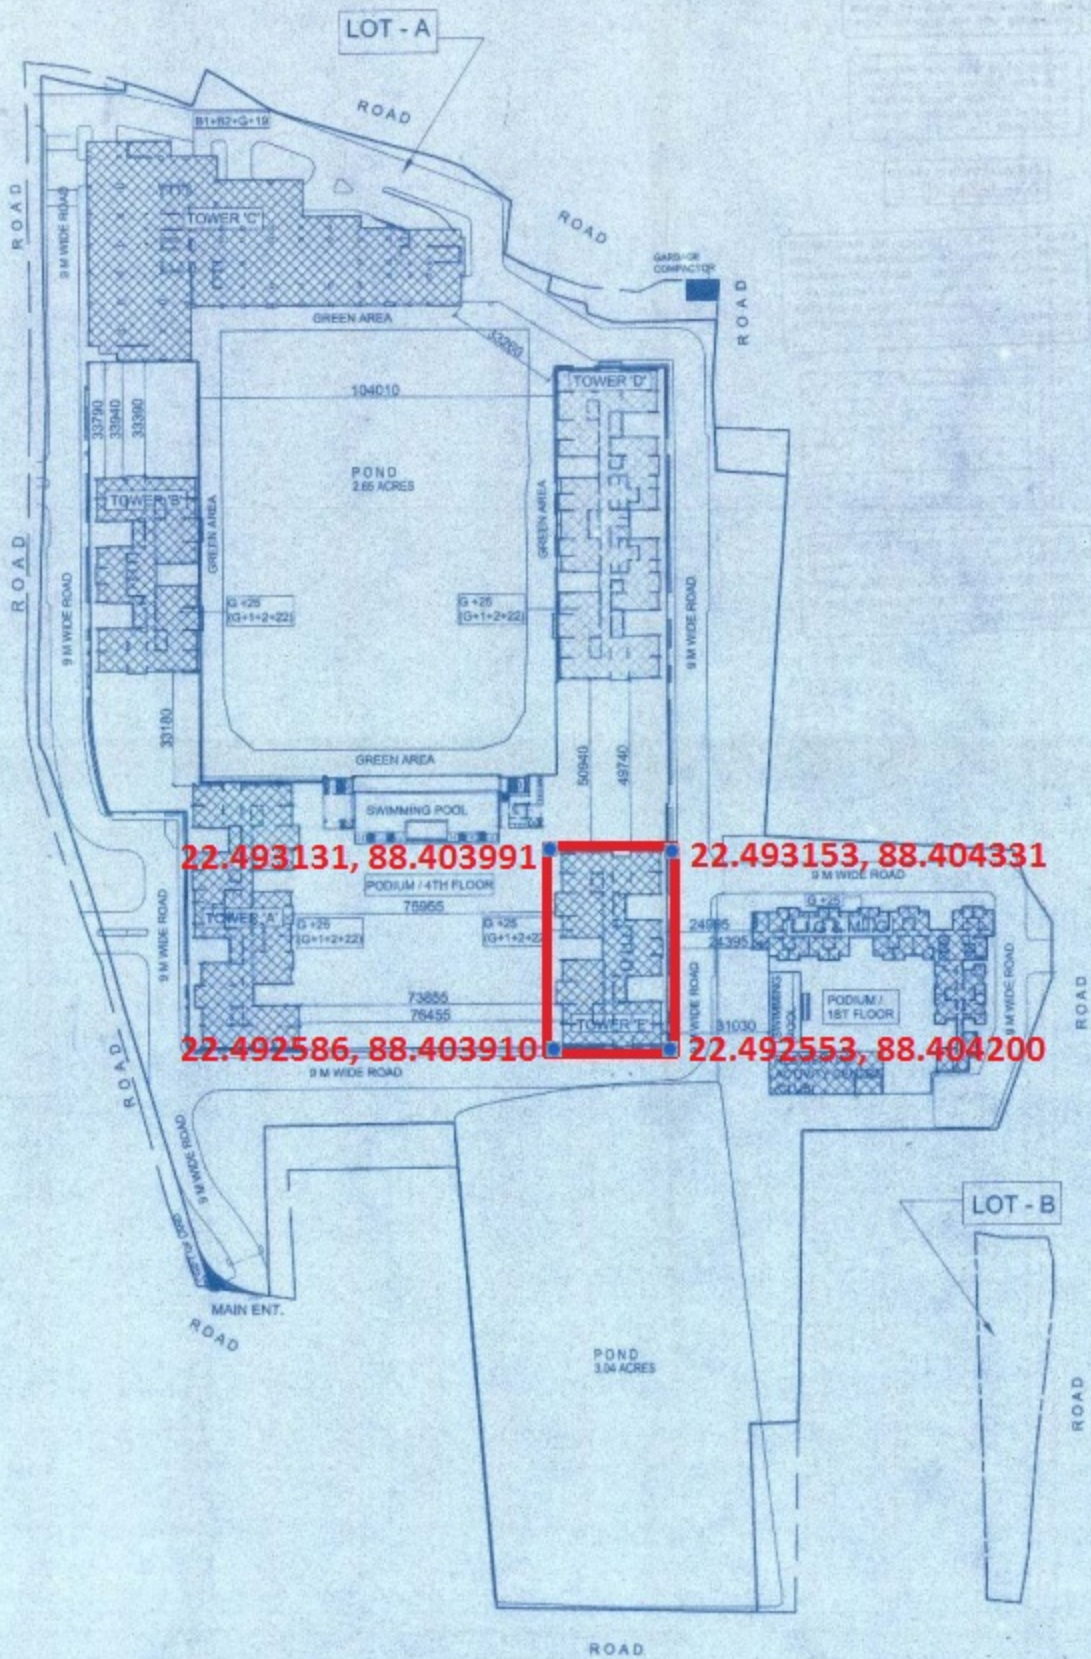 LOT - A
ROAD
B1+B2+G+19
ROAD
TOWER 'C'
9 M WIDE ROAD
ROAD
GARBAGE
COMPACTOR
ROAD
GREEN AREA
33260
TOWER 'D'
104010
33790
33940
33390
POND
2.65 ACRES
TOWER 'B'
GREEN AREA
GREEN AREA
ROAD
G +25
(G+1+2+22)
G +25
(G+1+2+22)
9 M WIDE ROAD
9 M WIDE ROAD
33180
GREEN AREA
50940
49740
SWIMMING POOL
22.493131, 88.403991
22.493153, 88.404331
9 M WIDE ROAD
PODIUM / 4TH FLOOR
75955
G +25
TOWER 'A'
G +25
(G+1+2+22)
G +25
(G+1+2+22
9 M WIDE ROAD
24395
73855
76455
WIDE ROAD
PODIUM /
1ST FLOOR
9 M WIDE ROAD
ROAD
TOWER 'E'
31030
22.492586, 88.403910
22.492553, 88.404200
9 M WIDE ROAD
ROAD
9 M WIDE ROAD
LOT - B
MAIN ENT.
ROAD
POND
3.04 ACRES
ROAD
ROAD